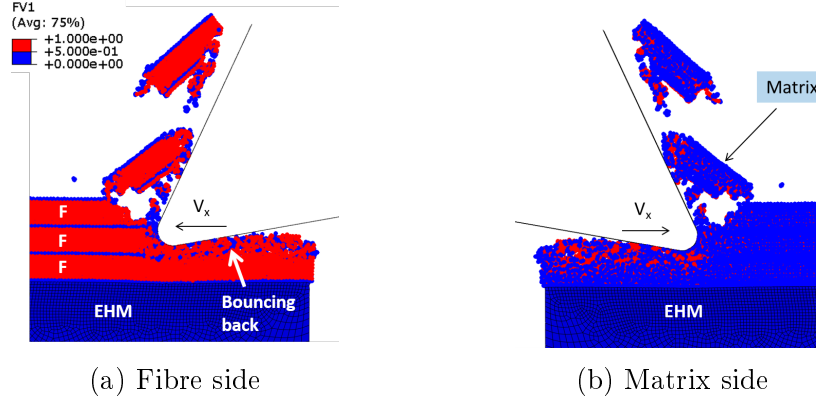 FV1
(Avg: 75%)
+1.000e+00
+5.000e-01
+0.000e+00
Matrix
Vx
Vx
F
F
F
Bouncing
back
EHM
EHM
(a) Fibre side
(b) Matrix side